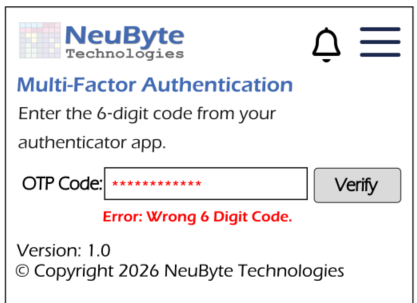 NeuByte
Technologies
Multi-Factor Authentication
Enter the 6-digit code from your
authenticator app.
OTP Code: ************ Verify
Error: Wrong 6 Digit Code.
Version: 1.0
© Copyright 2026 NeuByte Technologies